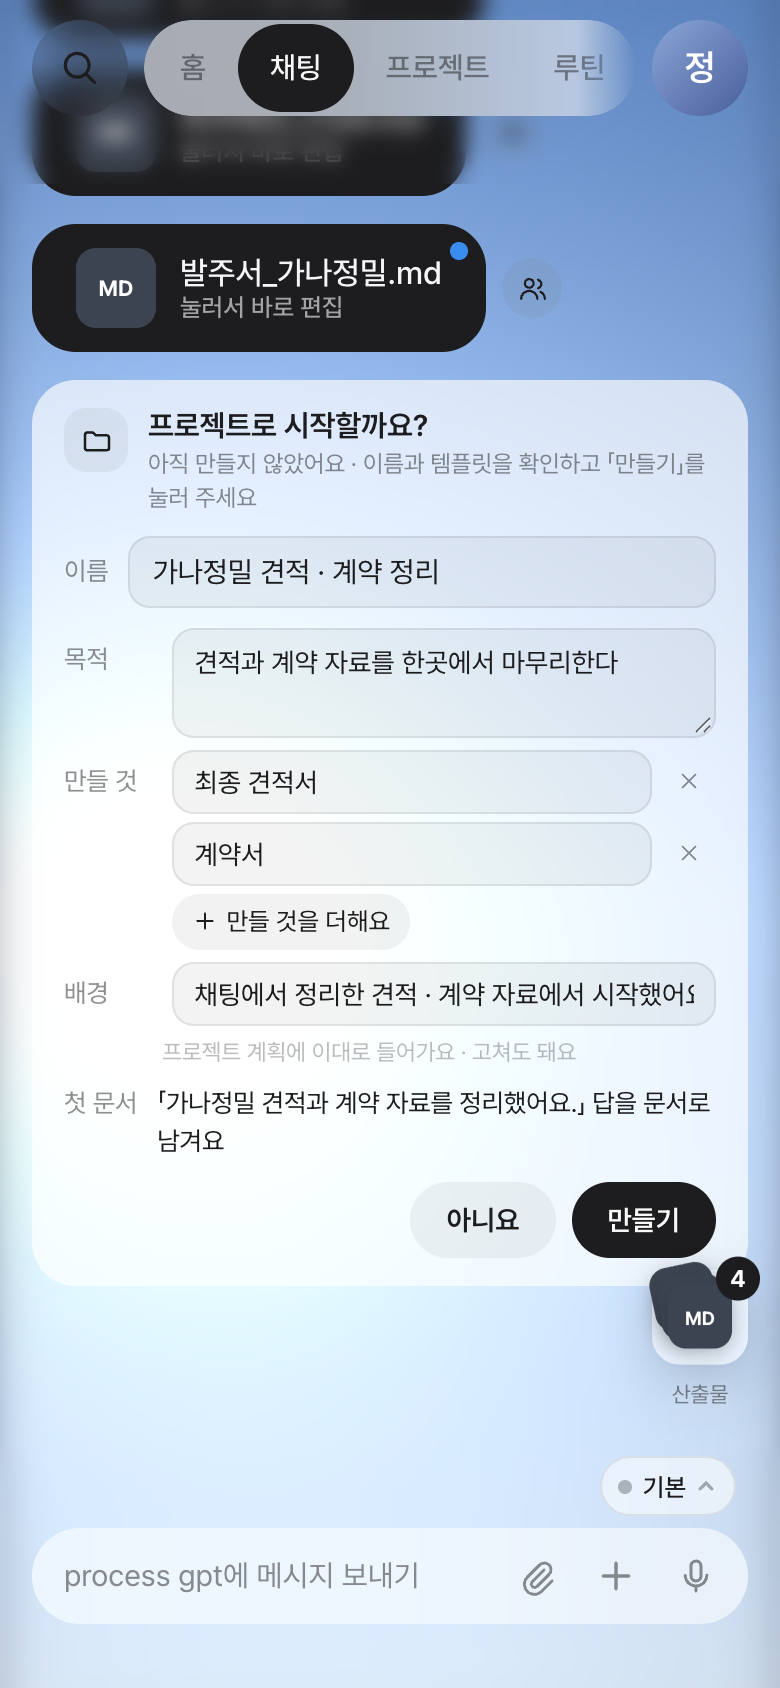 홈
채팅
프로젝트
루틴
정
눌러서 바로 편집
MD
발주서_가나정밀.md
눌러서 바로 편집
프로젝트로 시작할까요?
아직 만들지 않았어요 · 이름과 템플릿을 확인하고 「만들기」를
눌러 주세요
이름
가나정밀 견적 · 계약 정리
목적
견적과 계약 자료를 한곳에서 마무리한다
만들 것
최종 견적서
계약서
+ 만들 것을 더해요
배경
채팅에서 정리한 견적 · 계약 자료에서 시작했어요
프로젝트 계획에 이대로 들어가요 · 고쳐도 돼요
첫 문서
「가나정밀 견적과 계약 자료를 정리했어요.」 답을 문서로
남겨요
아니요
만들기
4
MD
산출물
기본
process gpt에 메시지 보내기